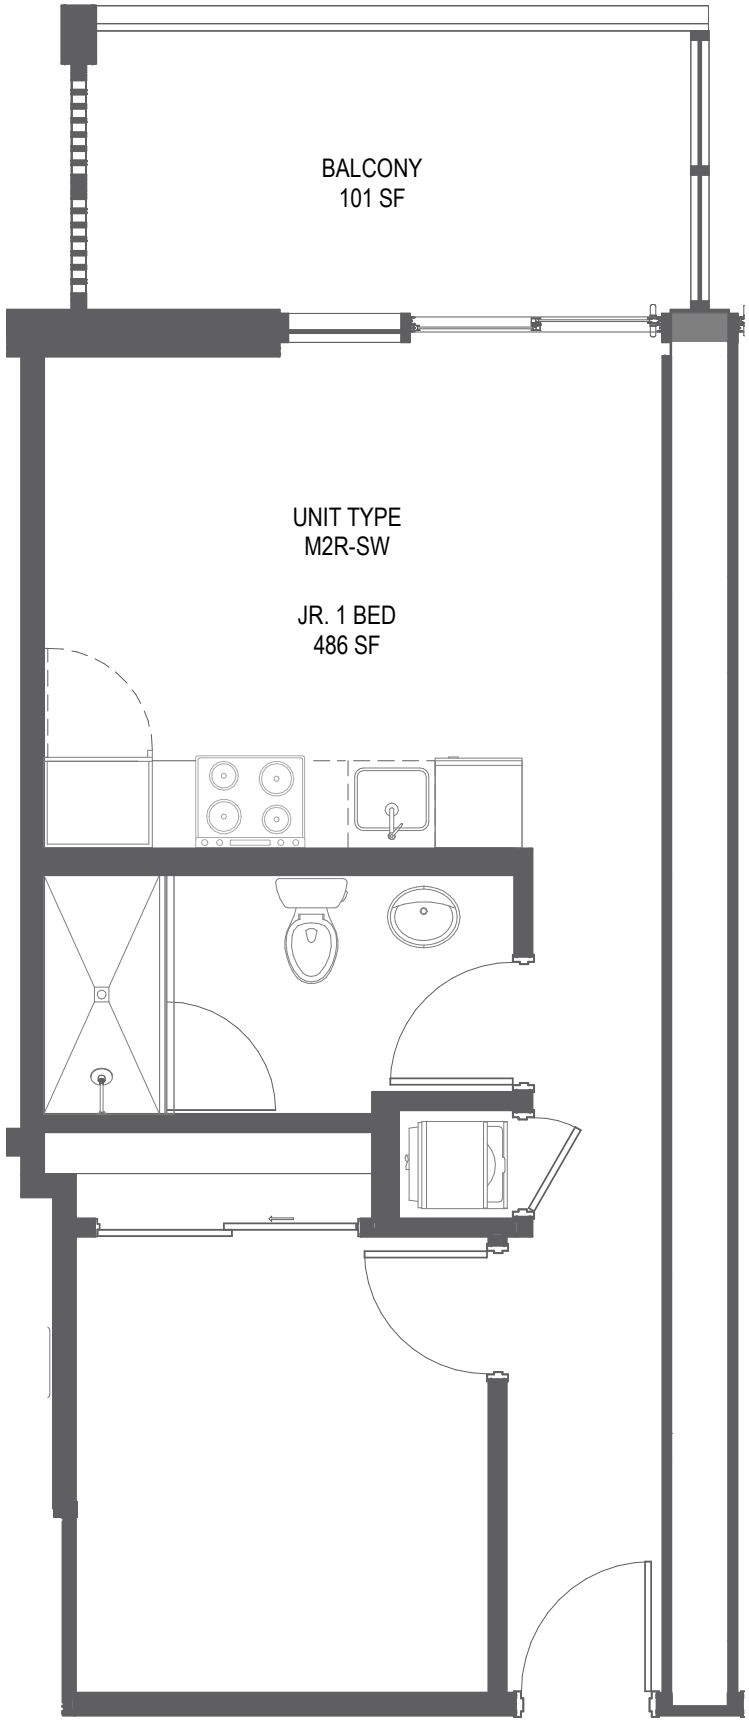 BALCONY
101 SF
UNIT TYPE
M2R-SW
JR. 1 BED
486 SF